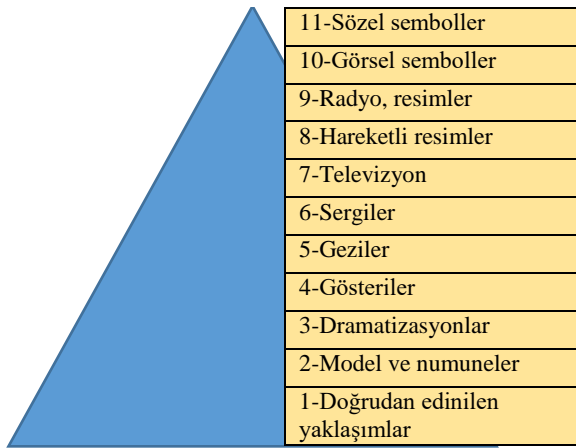 11-Sözel semboller
10-Görsel semboller
9-Radyo, resimler
8-Hareketli resimler
7-Televizyon
6-Sergiler
5-Geziler
4-Gösteriler
3-Dramatizasyonlar
2-Model ve numuneler
1-Doğrudan edinilen
yaklaşımlar